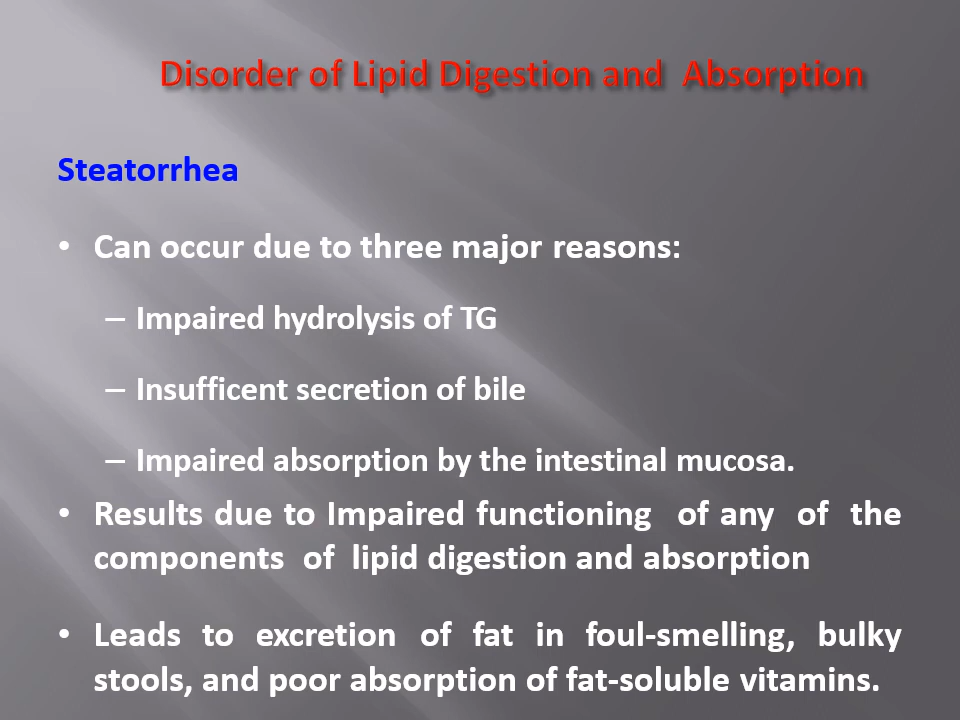 Disorder of Lipid Digestion and Absorption
Steatorrhea
• Can occur due to three major reasons:
– Impaired hydrolysis of TG
– Insufficent secretion of bile
– Impaired absorption by the intestinal mucosa.
• Results due to Impaired functioning of any of the
components of lipid digestion and absorption
• Leads to excretion of fat in foul-smelling, bulky
stools, and poor absorption of fat-soluble vitamins.